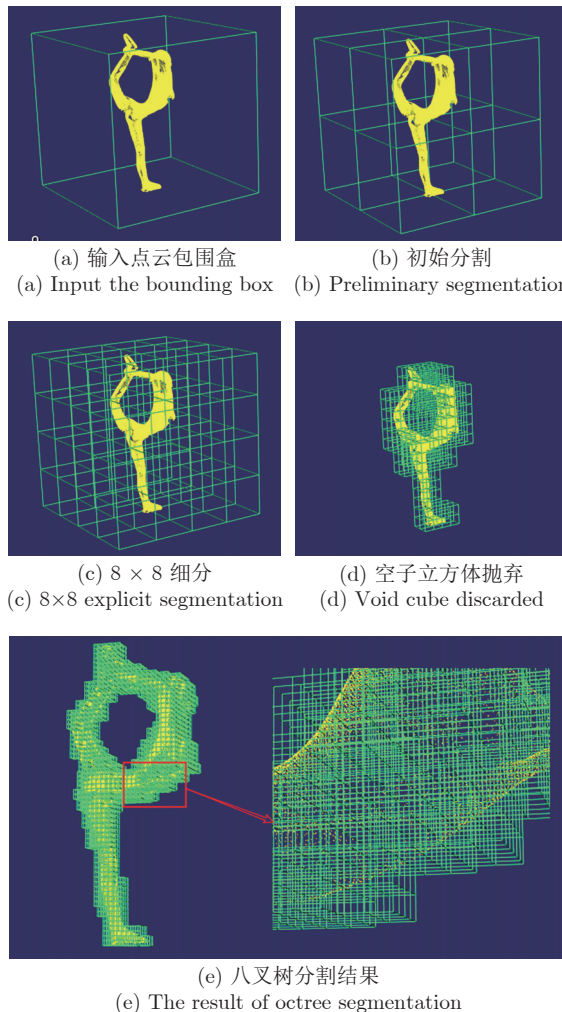 (a) 输入点云包围盒
(a) Input the bounding box
(b) 初始分割
(b) Preliminary segmentation
(c) 8 × 8 细分
(c) 8×8 explicit segmentation
(d) 空子立方体抛弃
(d) Void cube discarded
(e) 八叉树分割结果
(e) The result of octree segmentation